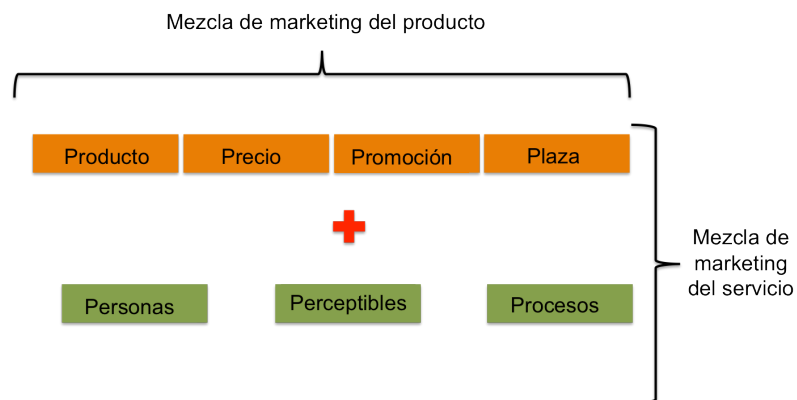 Mezcla de marketing del producto
Producto
Precio
Promoción
Plaza
Mezcla de
marketing
del servicio
Personas
Perceptibles
Procesos